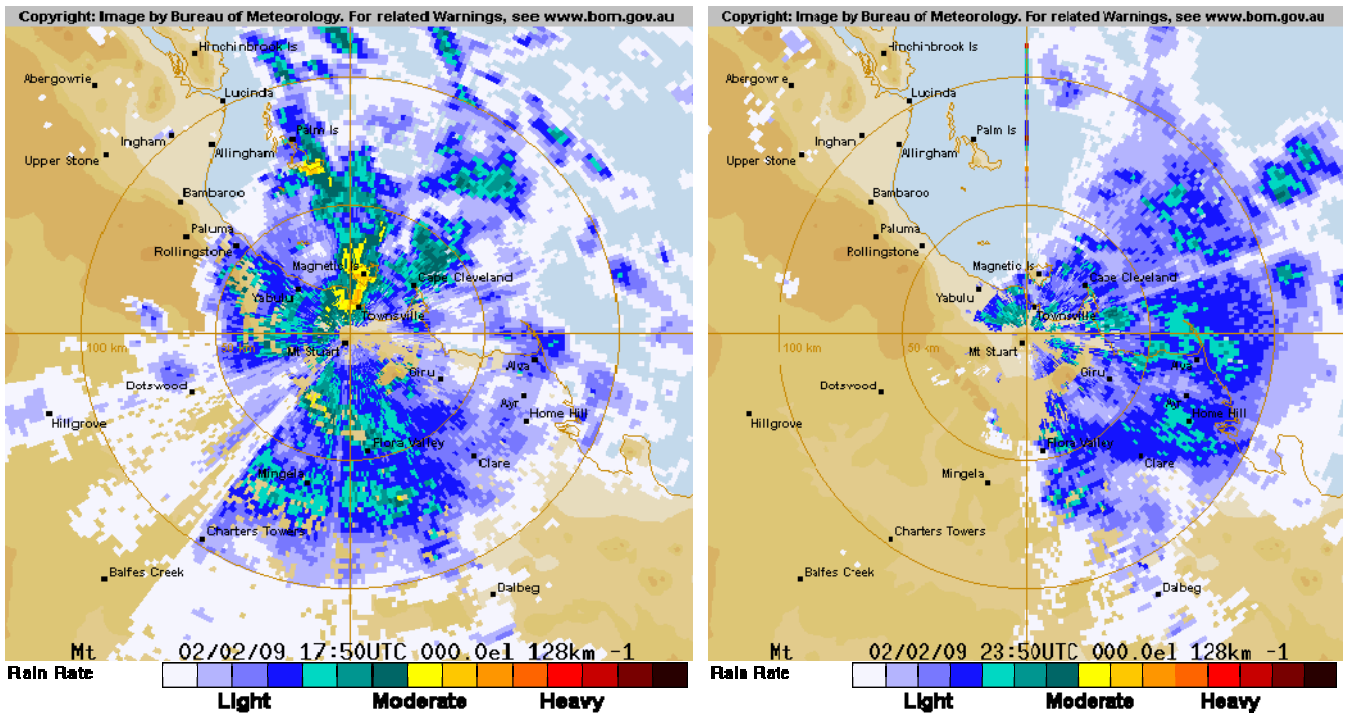 Copyright: Image by Bureau of Meteorology. For related Warnings, see www.bom.gov.au
Hinchinbrook Is
Abergowrie
Lucinda
Ingham
Palm Is
Upper Stone
Allingham
Bambaroo
Paluma
Rollingstone
Magnetic Is
Cape Cleveland
Yabulu
Townsville
100 km
Mt Stuart
Alva
Giru
Dotswood
Ayr
Home Hill
Hillgrove
Flora Valley
Clare
Mingela
Charters Towers
Balfes Creek
Dalbeg
Mt 02/02/09 17:50UTC 000.0el 128km -1
Rain Rate
Light Moderate Heavy
Copyright: Image by Bureau of Meteorology. For related Warnings, see www.bom.gov.au
Hinchinbrook Is
Abergowrie
Lucinda
Ingham
Palm Is
Upper Stone
Allingham
Bambaroo
Paluma
Rollingstone
Magnetic Is
Cape Cleveland
Yabulu
Townsville
100 km
50 km
Mt Stuart
Alva
Giru
Dotswood
Ayr
Home Hill
Hillgrove
Flora Valley
Clare
Mingela
Charters Towers
Balfes Creek
Dalbeg
Mt 02/02/09 23:50UTC 000.0el 128km -1
Rain Rate
Light Moderate Heavy